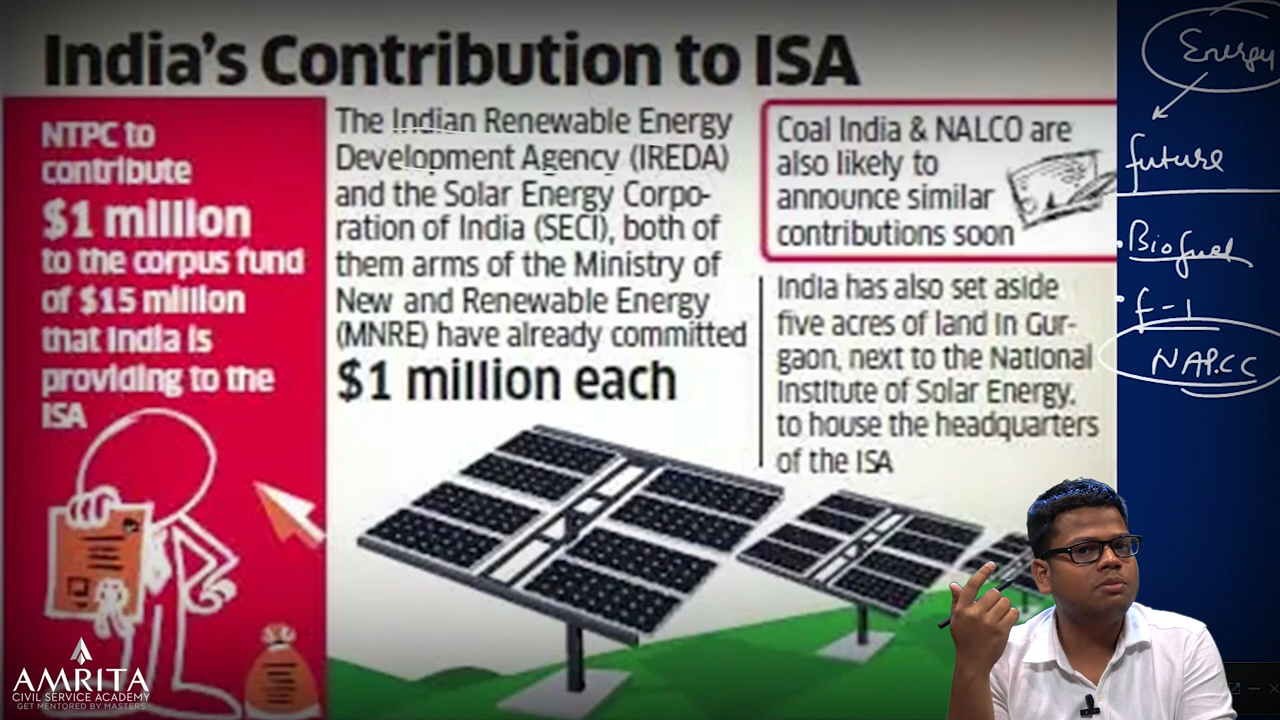 India's Contribution to ISA
NTPC to
contribute
$1 million
to the corpus fund
of $15 million
that India is
providing to the
ISA
The Indian Renewable Energy
Development Agency (IREDA)
and the Solar Energy Corpo-
ration of India (SECI), both of
them arms of the Ministry of
New and Renewable Energy
(MNRE) have already committed
$1 million each
Coal India & NALCO are
also likely to
announce similar
contributions soon
India has also set aside
five acres of land in Gur-
gaon, next to the National
Institute of Solar Energy,
to house the headquarters
of the ISA
Energy
future
Biofuel
f-1
NAPCC
AMRITA
CIVIL SERVICE ACADEMY
GET MENTORED BY MASTERS